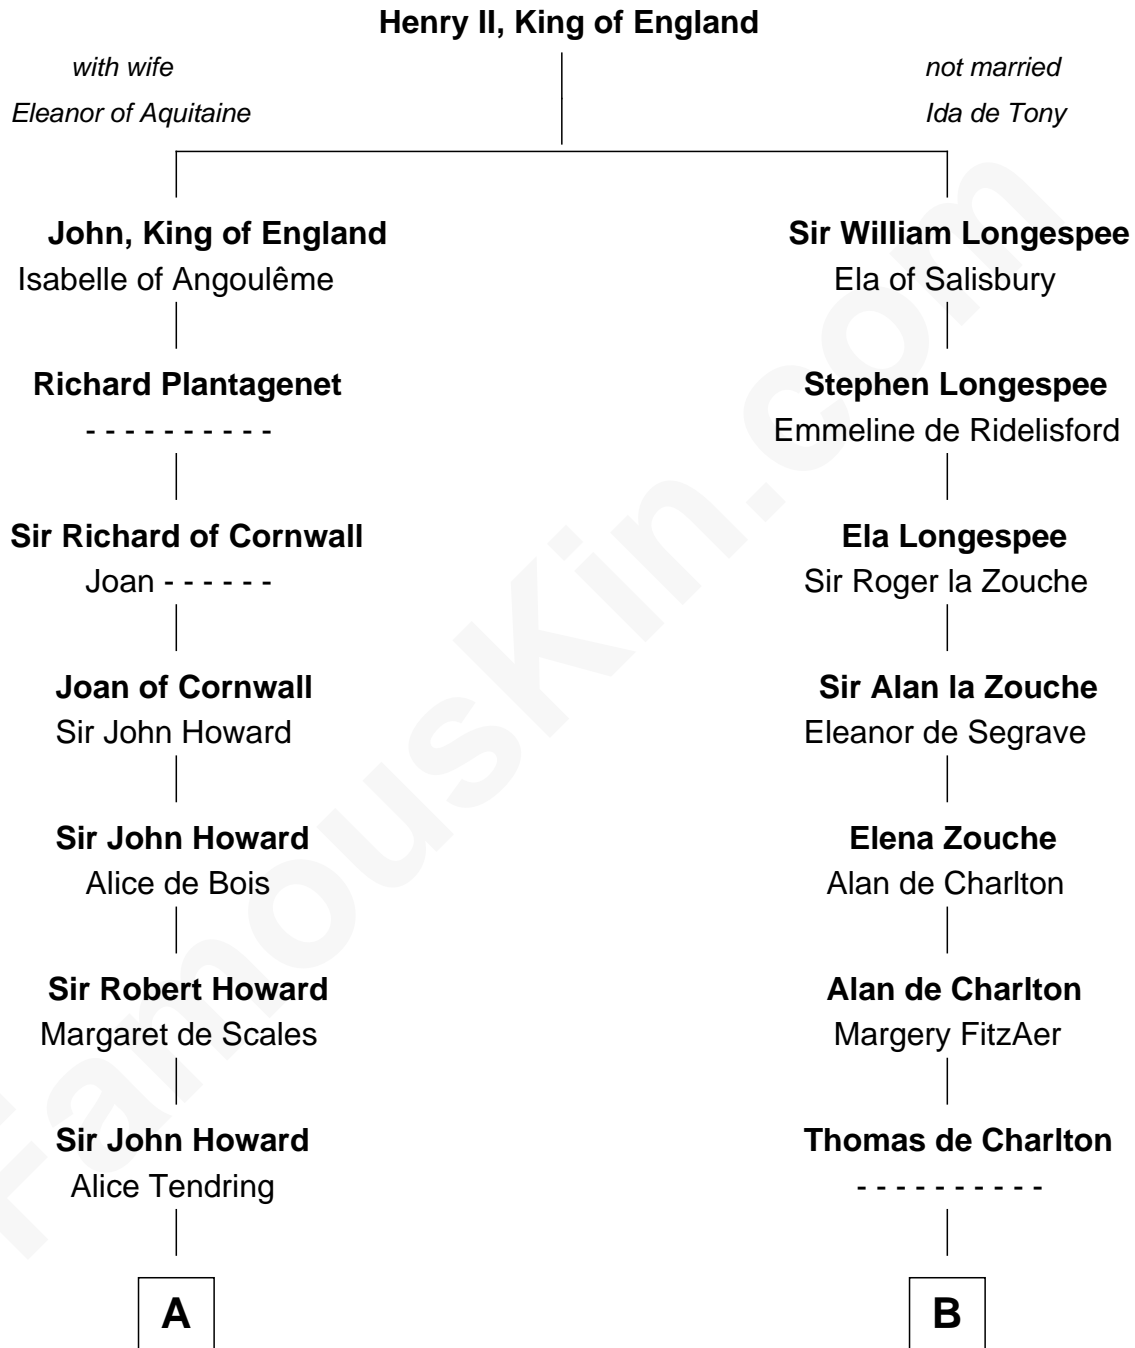 Henry II, King of England
with wife
Eleanor of Aquitaine
not married
Ida de Tony
John, King of England
Isabelle of Angoulême
Sir William Longespee
Ela of Salisbury
Richard Plantagenet
- - - - - - - - - -
Stephen Longespee
Emmeline de Ridelisford
Sir Richard of Cornwall
Joan - - - - - -
Ela Longespee
Sir Roger la Zouche
Joan of Cornwall
Sir John Howard
Sir Alan la Zouche
Eleanor de Segrave
Sir John Howard
Alice de Bois
Elena Zouche
Alan de Charlton
Sir Robert Howard
Margaret de Scales
Alan de Charlton
Margery FitzAer
Sir John Howard
Alice Tendring
Thomas de Charlton
- - - - - - - - - -
A
B
FamousKin.com